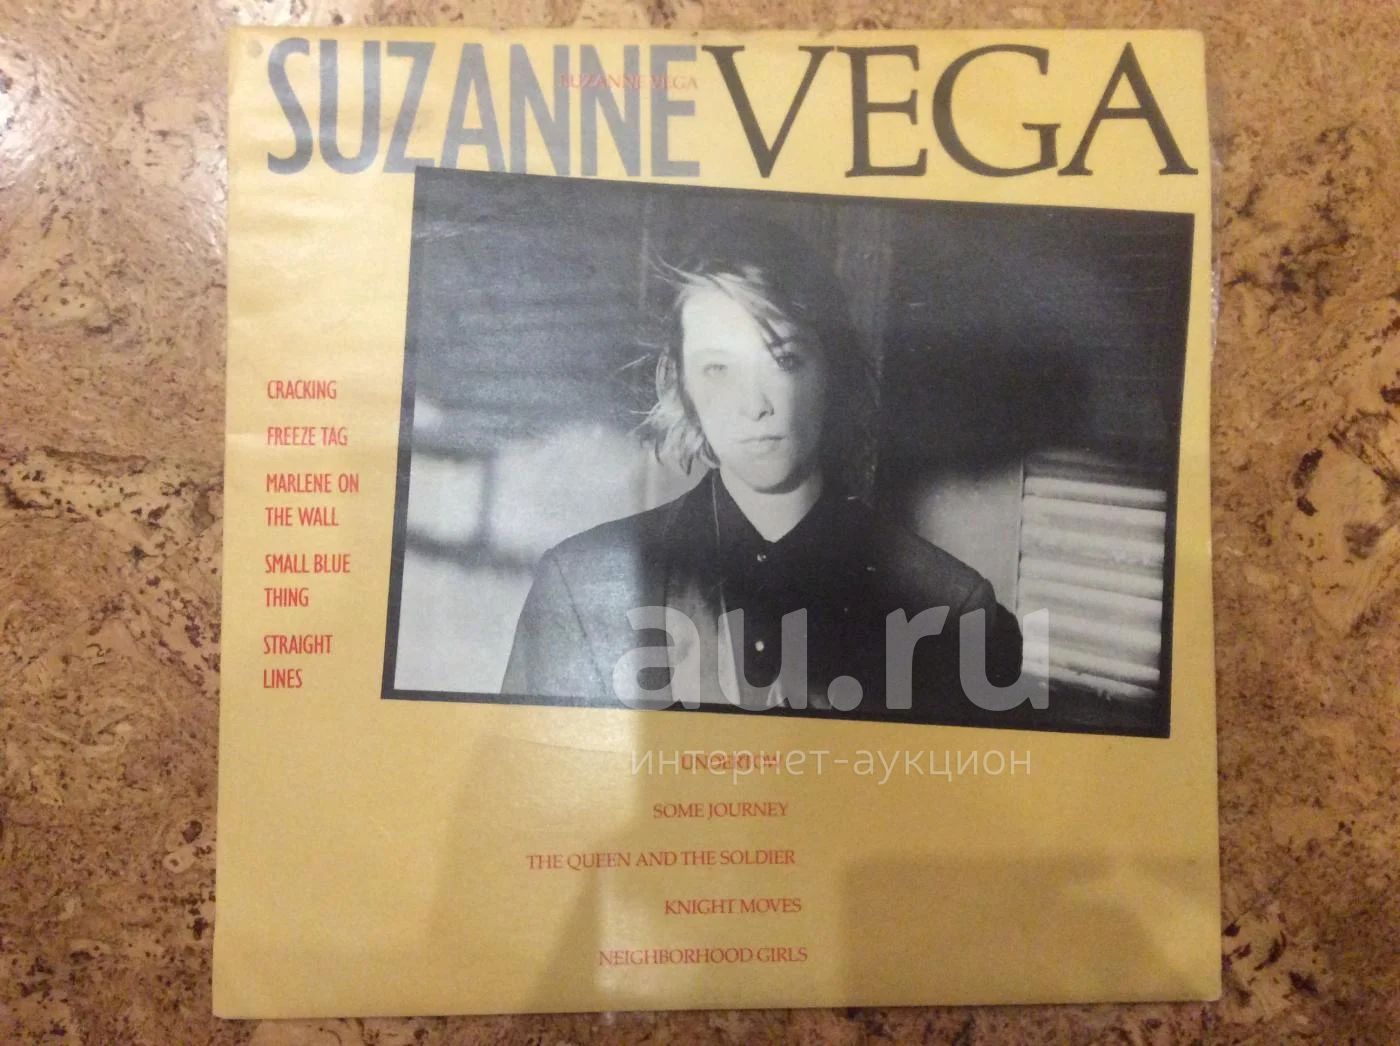 SUZANNE VEGA
SUZANNE VEGA
CRACKING
FREEZE TAG
MARLENE ON
THE WALL
SMALL BLUE
THING
STRAIGHT
LINES
au.ru
интернет-аукцион
UNDERTOW
SOME JOURNEY
THE QUEEN AND THE SOLDIER
KNIGHT MOVES
NEIGHBORHOOD GIRLS